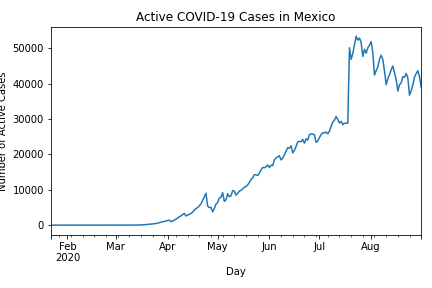 Active COVID-19 Cases in Mexico
Number of Active Cases
50000
40000
30000
20000
10000
0
Feb Mar Apr May Jun Jul Aug
2020
Day